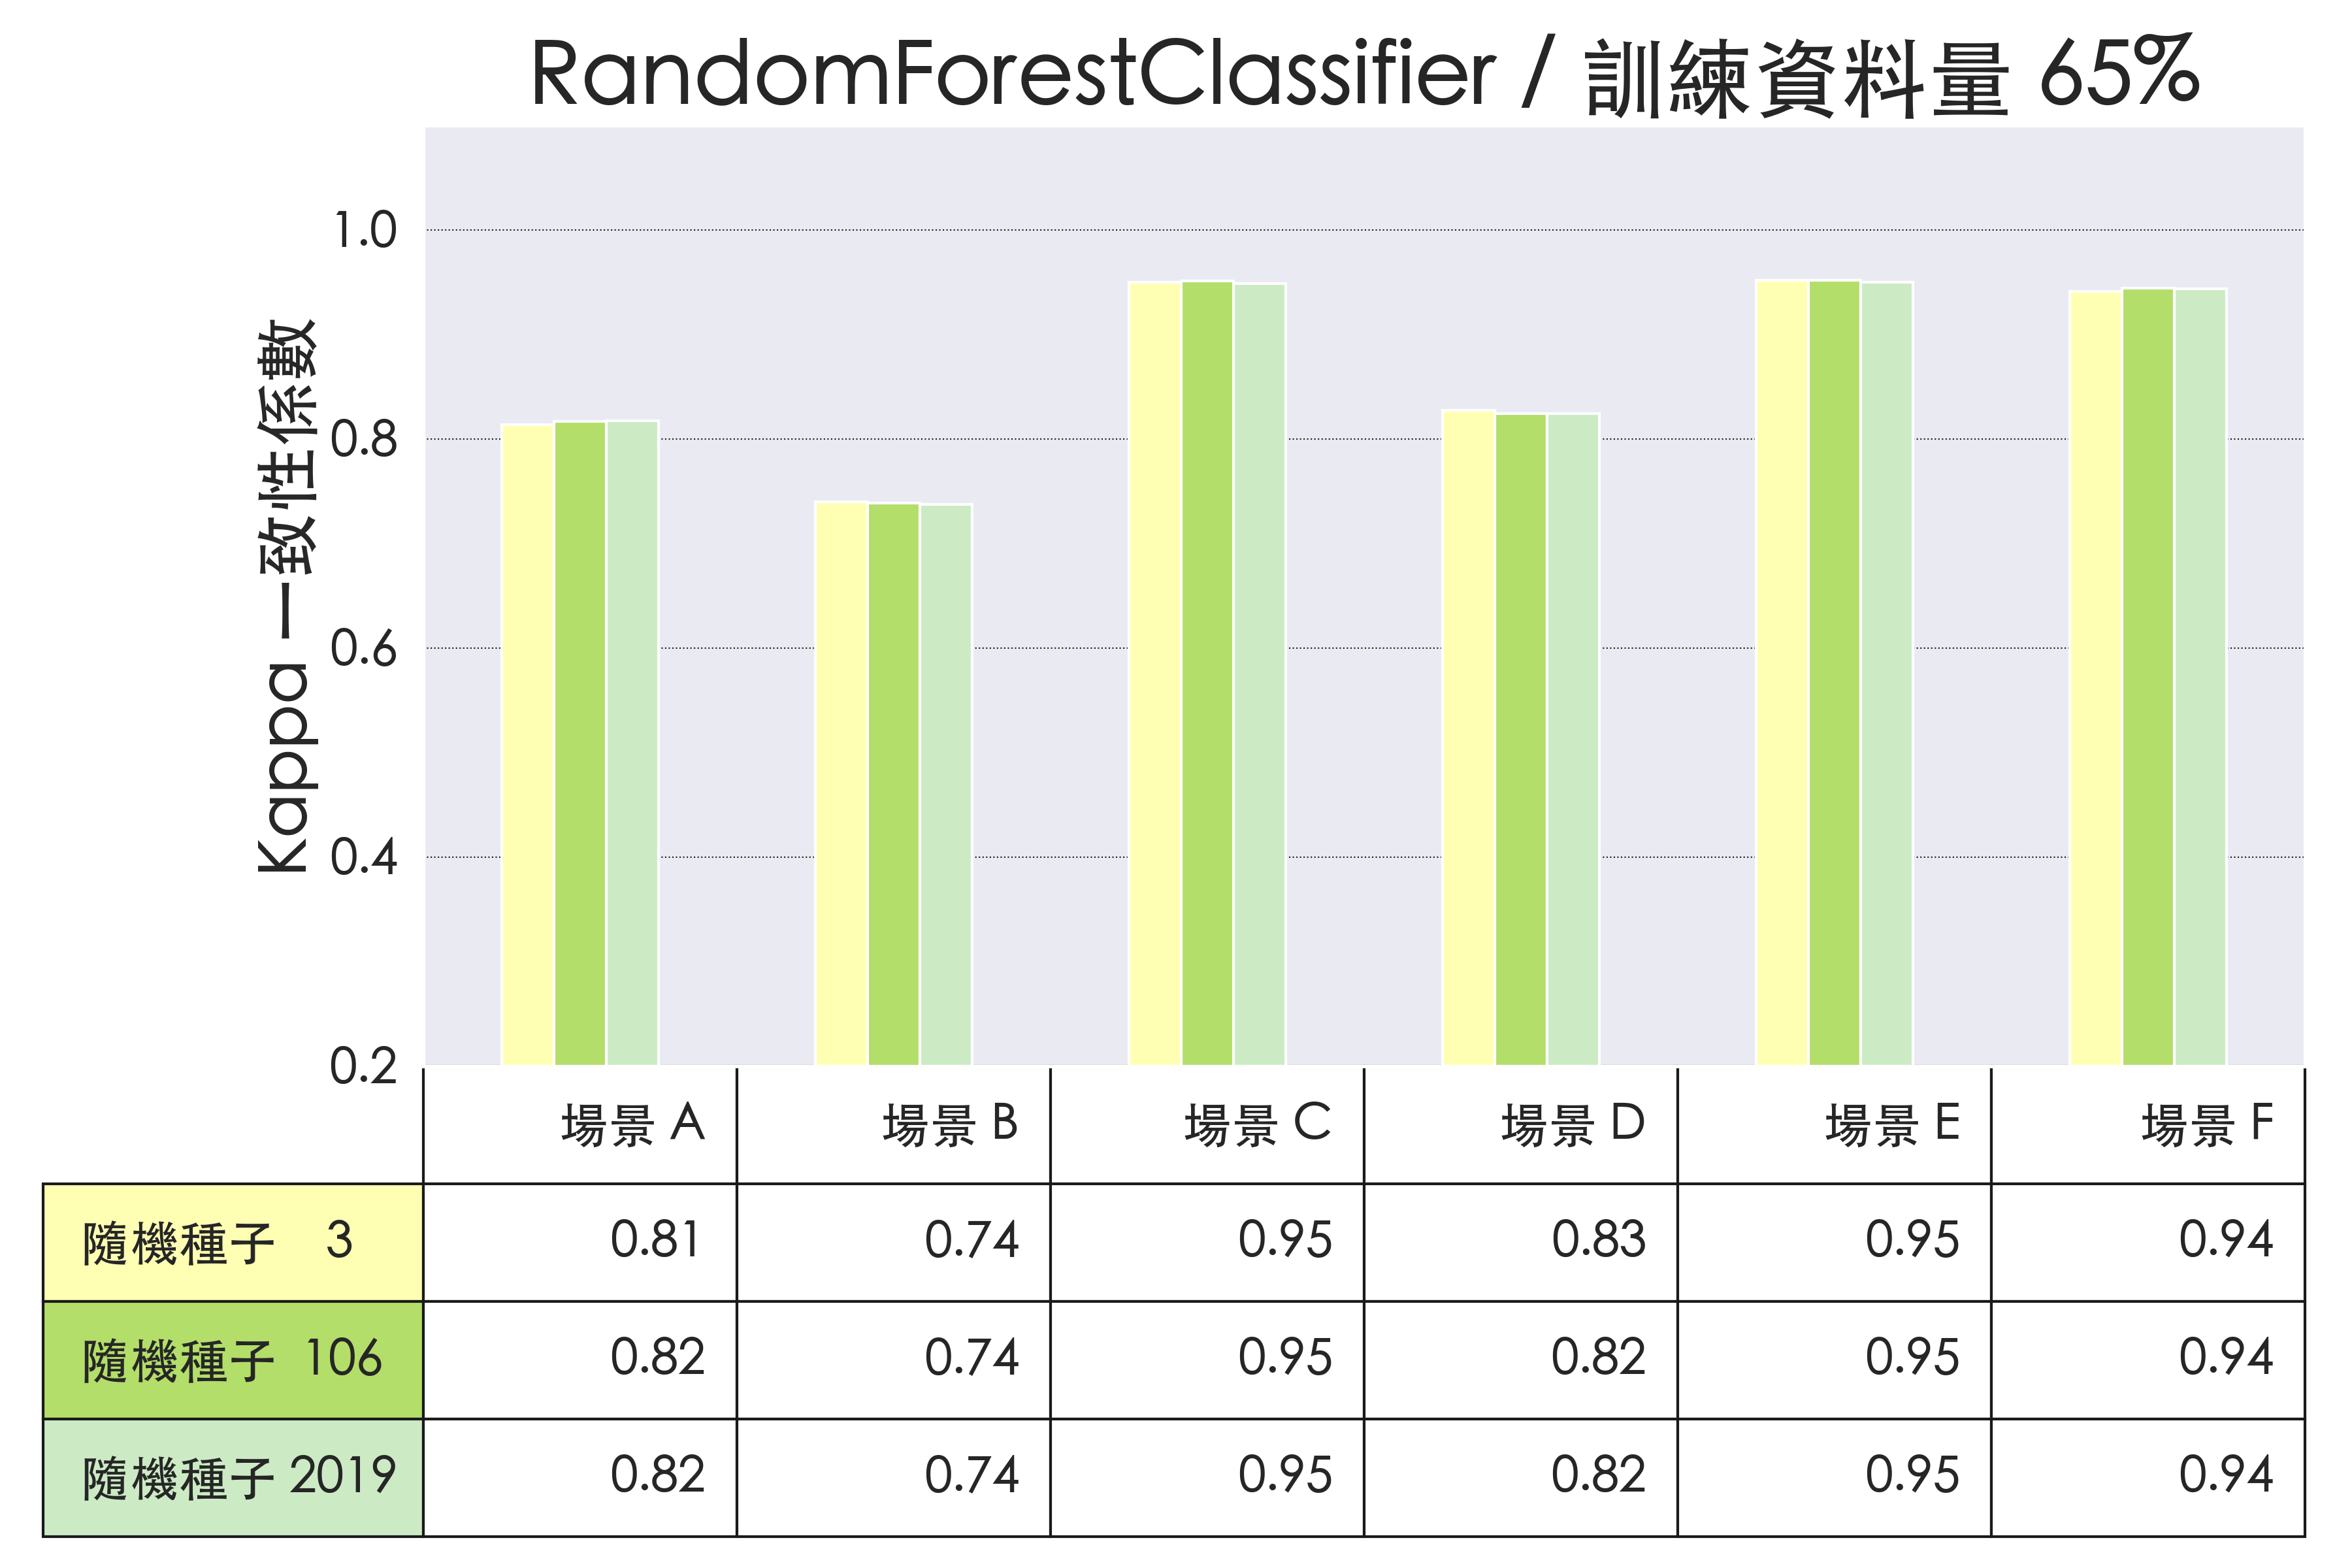 RandomForestClassifier / 訓練資料量 65%
Kappa 一致性係數
1.0
0.8
0.6
0.4
0.2
場景 A 場景 B 場景 C 場景 D 場景 E 場景 F
隨機種子 3 0.81 0.74 0.95 0.83 0.95 0.94
隨機種子 106 0.82 0.74 0.95 0.82 0.95 0.94
隨機種子 2019 0.82 0.74 0.95 0.82 0.95 0.94